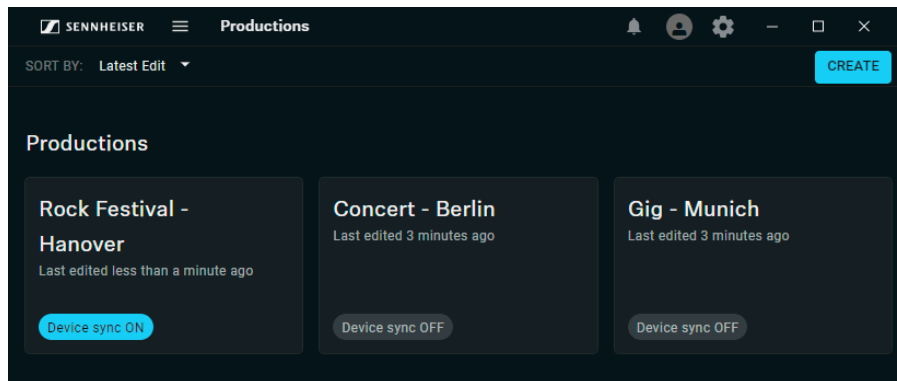 SENNHEISER Productions
SORT BY: Latest Edit CREATE
Productions
Rock Festival -
Hanover
Last edited less than a minute ago
Device sync ON
Concert - Berlin
Last edited 3 minutes ago
Device sync OFF
Gig - Munich
Last edited 3 minutes ago
Device sync OFF